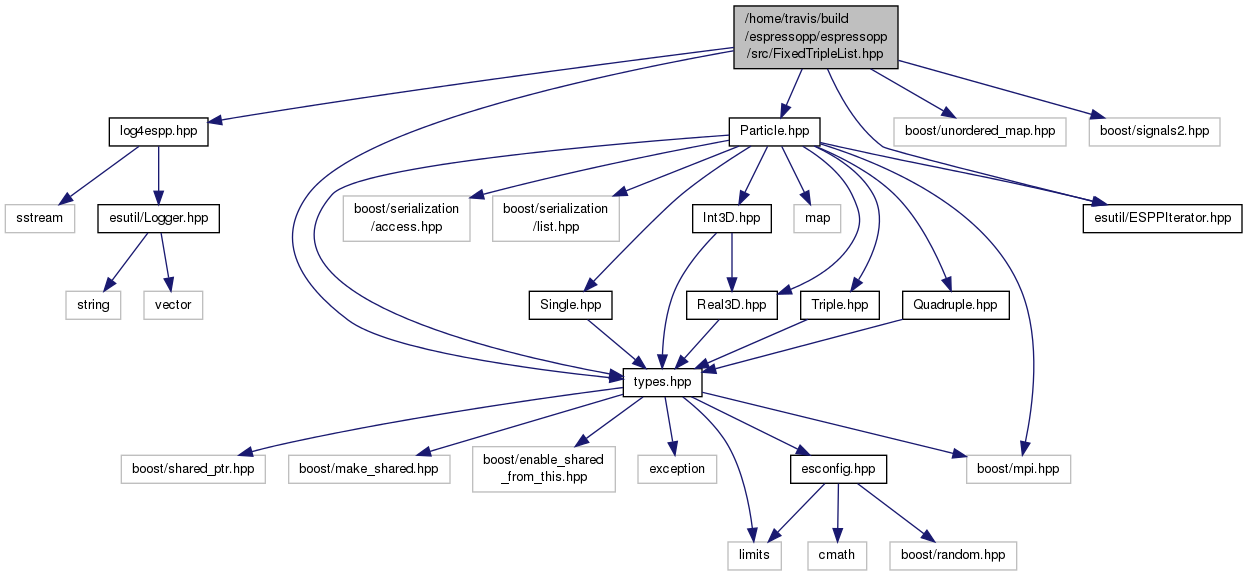 /home/travis/build
/espressopp/espressopp
/src/FixedTripleList.hpp
log4espp.hpp
Particle.hpp
boost/unordered_map.hpp
boost/signals2.hpp
sstream
esutil/Logger.hpp
boost/serialization
/access.hpp
boost/serialization
/list.hpp
Int3D.hpp
map
esutil/ESPPIterator.hpp
string
vector
Single.hpp
Real3D.hpp
Triple.hpp
Quadruple.hpp
types.hpp
boost/shared_ptr.hpp
boost/make_shared.hpp
boost/enable_shared
_from_this.hpp
exception
esconfig.hpp
boost/mpi.hpp
limits
cmath
boost/random.hpp